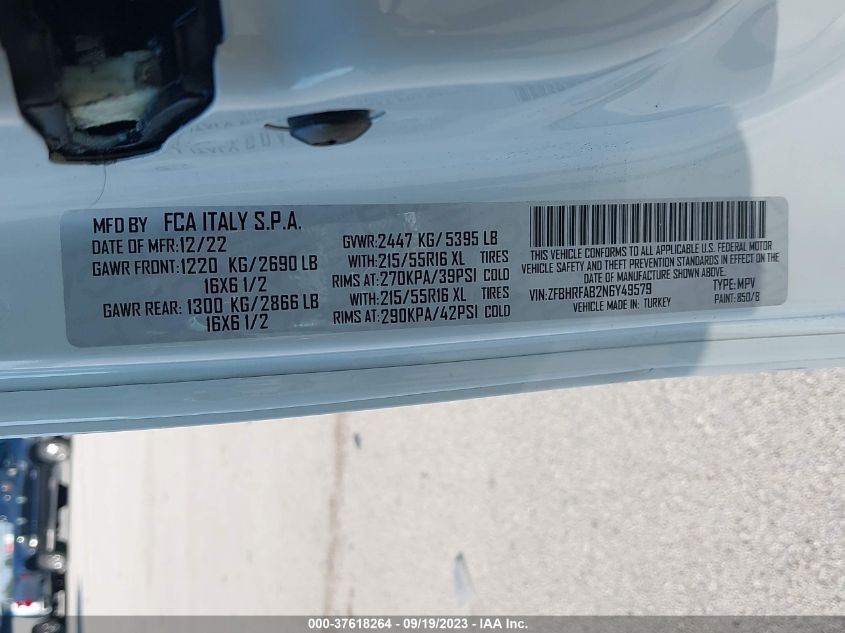 MFD BY FCA ITALY S.P.A.
DATE OF MFR:12/22
GAWR FRONT:1220 KG/2690 LB
16X6 1/2
GAWR REAR: 1300 KG/2866 LB
16X6 1/2
GVWR:2447 KG/5395 LB
WITH:215/55R16 XL TIRES
RIMS AT:270KPA/39PSI COLD
WITH:215/55R16 XL TIRES
RIMS AT:290KPA/42PSI COLD
THIS VEHICLE CONFORMS TO ALL APPLICABLE U.S. FEDERAL MOTOR
VEHICLE SAFETY AND THEFT PREVENTION STANDARDS IN EFFECT ON THE
DATE OF MANUFACTURE SHOWN ABOVE.
VIN:ZFBHRFABZN6Y49579 TYPE: MPV
VEHICLE MADE IN: TURKEY PAINT: 850/B
000-37618264 - 09/19/2023 - IAA Inc.